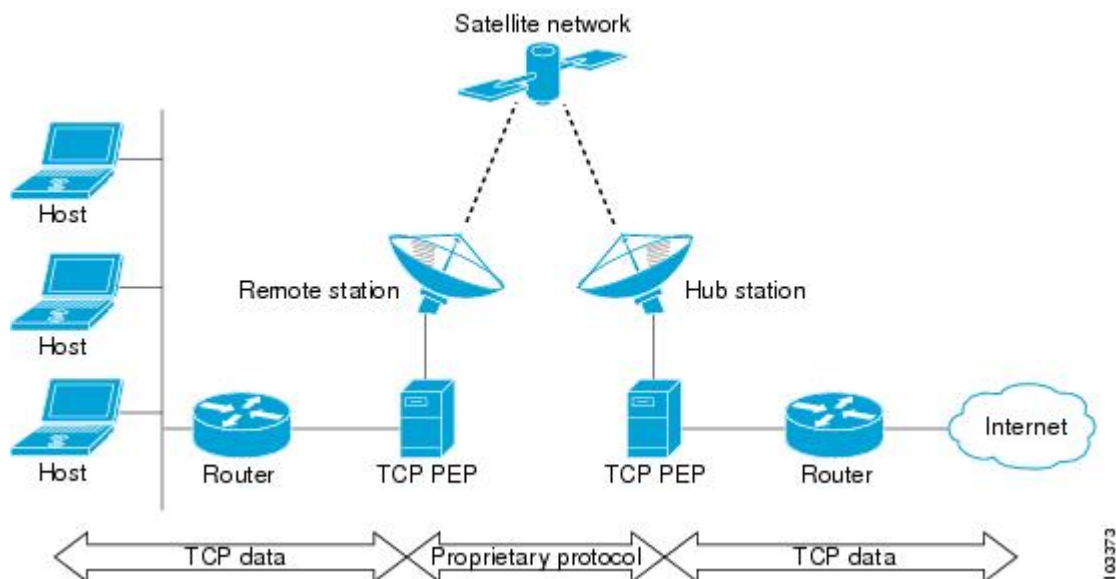 Satellite network
Host
Remote station
Hub station
Host
Host
Router
TCP PEP
TCP PEP
Router
Internet
TCP data
Proprietary protocol
TCP data